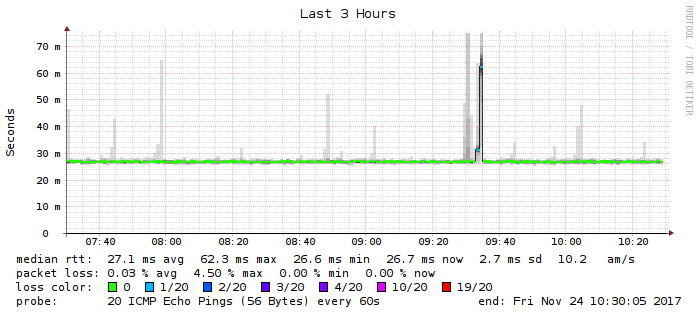 Last 3 Hours
RRDTOOL / TOBI OETIKER
Seconds
70 m
60 m
50 m
40 m
30 m
20 m
10 m
0
07:40 08:00 08:20 08:40 09:00 09:20 09:40 10:00 10:20
median rtt: 27.1 ms avg 62.3 ms max 26.6 ms min 26.7 ms now 2.7 ms sd 10.2 am/s
packet loss: 0.03 % avg 4.50 % max 0.00 % min 0.00 % now
loss color: 0 1/20 2/20 3/20 4/20 10/20 19/20
probe: 20 ICMP Echo Pings (56 Bytes) every 60s end: Fri Nov 24 10:30:05 2017